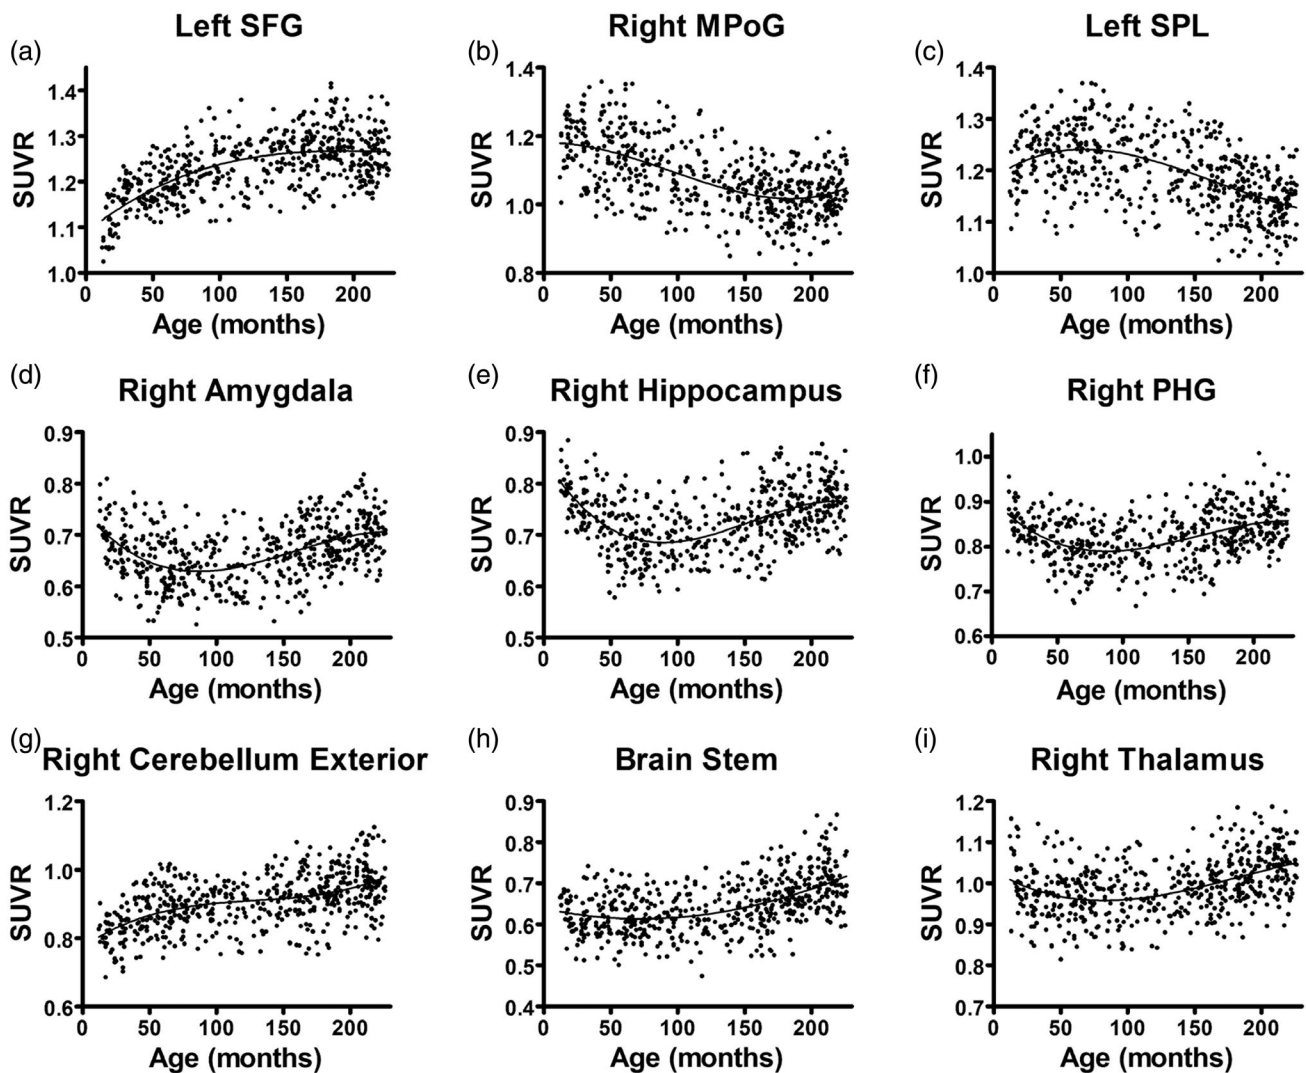 Left SFG
(a)
SUVR
1.4
1.3
1.2
1.1
1.0
0 50 100 150 200
Age (months)
Right MPoG
(b)
SUVR
1.4
1.2
1.0
0.8
0 50 100 150 200
Age (months)
Left SPL
(c)
SUVR
1.4
1.3
1.2
1.1
1.0
0 50 100 150 200
Age (months)
(d)
Right Amygdala
SUVR
0.9
0.8
0.7
0.6
0.5
0 50 100 150 200
Age (months)
(e)
Right Hippocampus
SUVR
0.9
0.8
0.7
0.6
0.5
0 50 100 150 200
Age (months)
(f)
Right PHG
SUVR
1.0
0.9
0.8
0.7
0.6
0 50 100 150 200
Age (months)
(g)
Right Cerebellum Exterior
SUVR
1.2
1.0
0.8
0.6
0 50 100 150 200
Age (months)
(h)
Brain Stem
SUVR
0.9
0.8
0.7
0.6
0.5
0.4
0 50 100 150 200
Age (months)
(i)
Right Thalamus
SUVR
1.2
1.1
1.0
0.9
0.8
0.7
0 50 100 150 200
Age (months)